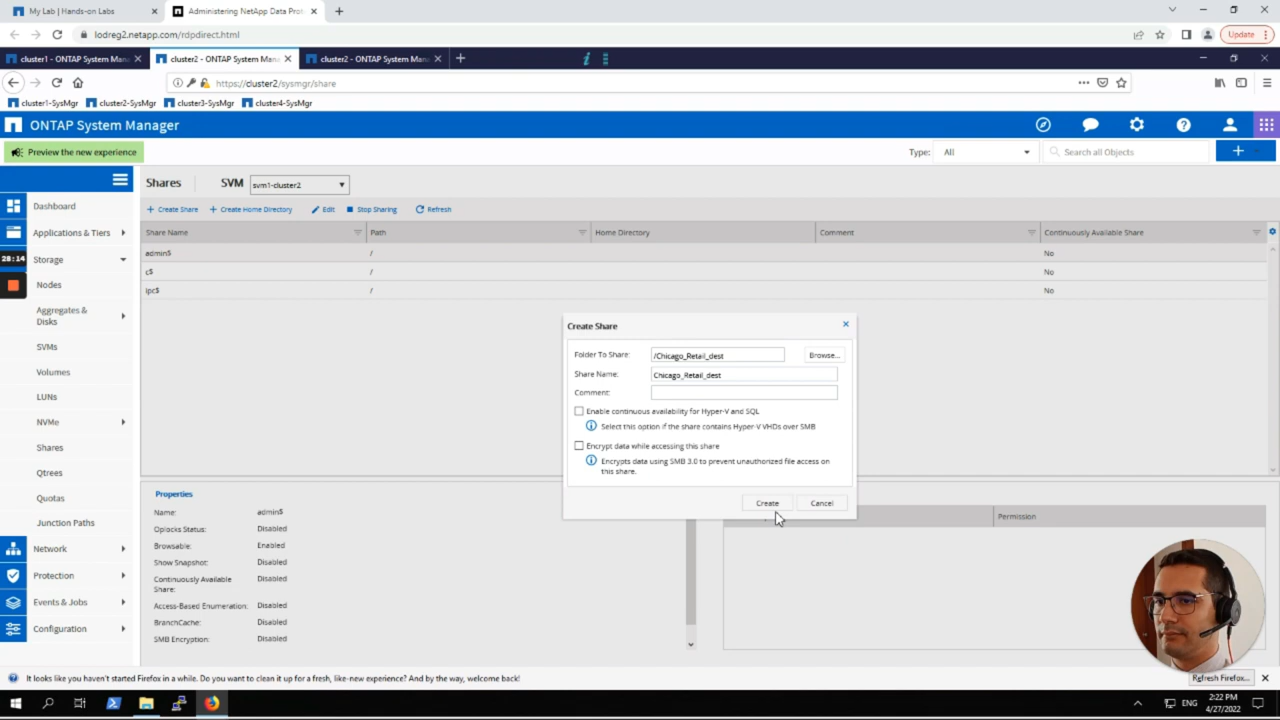 My Lab | Hands-on Labs
Administering NetApp Data Prot
lodreg2.netapp.com/rdpdirect.html
Update
cluster1 - ONTAP System Mana
cluster2 - ONTAP System Mana
cluster2 - ONTAP System Mana
https://cluster2/sysmgr/share
cluster1-SysMgr cluster2-SysMgr cluster3-SysMgr cluster4-SysMgr
ONTAP System Manager
Preview the new experience
Type: All
Search all Objects
Shares SVM svm1-cluster2
Dashboard
+ Create Share + Create Home Directory Edit Stop Sharing Refresh
Applications & Tiers
Share Name Path Home Directory Comment Continuously Available Share
admin$ / No
28:14
Storage
c$ / No
Nodes
ipc$ / No
Aggregates &
Disks
SVMs
Volumes
LUNs
NVMe
Shares
Qtrees
Quotas
Junction Paths
Network
Protection
Events & Jobs
Configuration
Create Share
Folder To Share: /Chicago_Retail_dest Browse...
Share Name: Chicago_Retail_dest
Comment:
Enable continuous availability for Hyper-V and SQL
Select this option if the share contains Hyper-V VHDs over SMB
Encrypt data while accessing this share
Encrypts data using SMB 3.0 to prevent unauthorized file access on
this share.
Create Cancel
Properties
Name: admin$
Permission
Oplocks Status: Disabled
Browsable: Enabled
Show Snapshot: Disabled
Continuously Available
Share: Disabled
Access-Based Enumeration: Disabled
BranchCache: Disabled
SMB Encryption: Disabled
It looks like you haven't started Firefox in a while. Do you want to clean it up for a fresh, like-new experience? And by the way, welcome back!
Refresh Firefox...
ENG
2:22 PM
4/27/2022